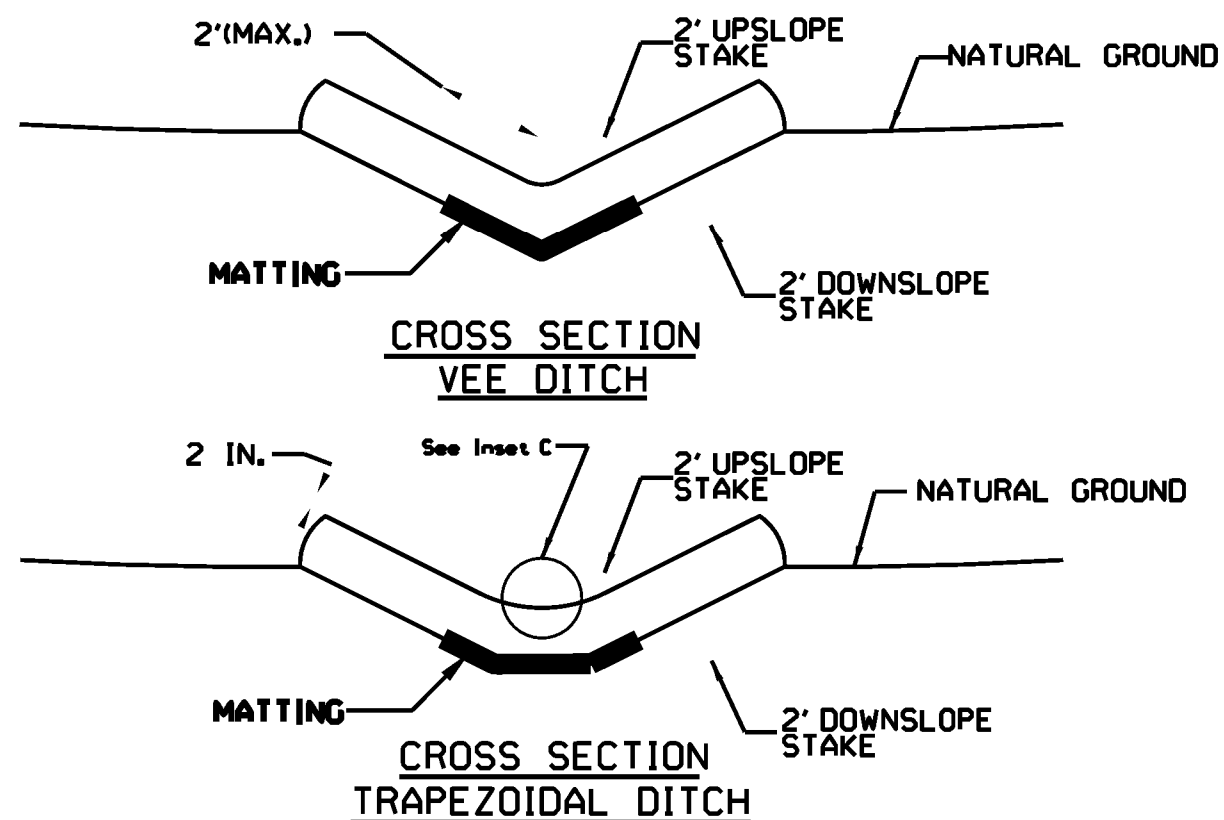 2'(MAX.)
2' UPSLOPE
STAKE
NATURAL GROUND
MATTING
2' DOWNSLOPE
STAKE
CROSS SECTION
VEE DITCH
2 IN.
See Inset C
2' UPSLOPE
STAKE
NATURAL GROUND
MATTING
2' DOWNSLOPE
STAKE
CROSS SECTION
TRAPEZOIDAL DITCH